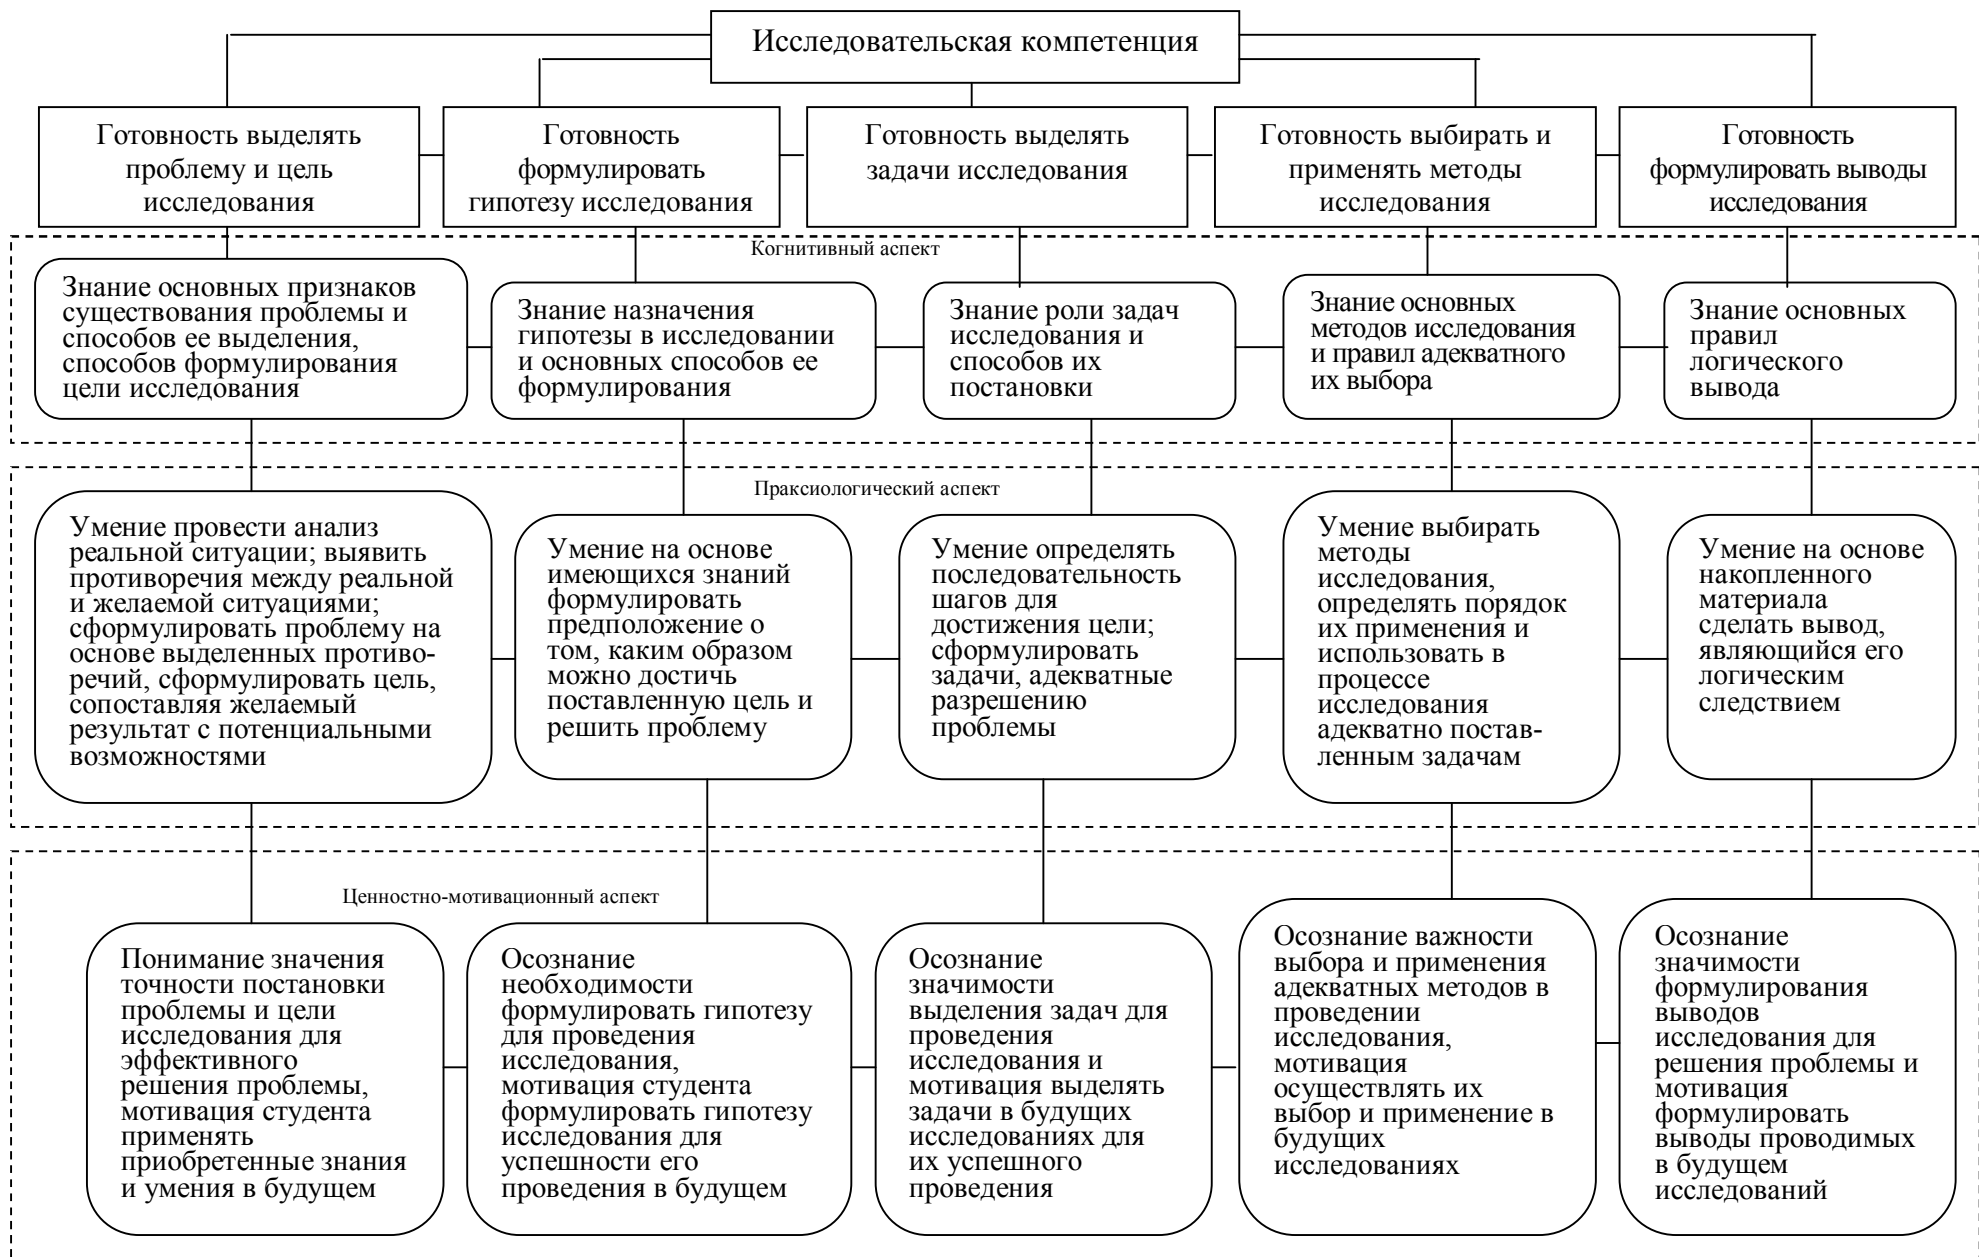 Исследовательская компетенция
Готовность выделять
проблему и цель
исследования
Готовность
формулировать
гипотезу исследования
Готовность выделять
задачи исследования
Готовность выбирать и
применять методы
исследования
Готовность
формулировать выводы
исследования
Когнитивный аспект
Знание основных признаков
существования проблемы и
способов ее выделения,
способов формулирования
цели исследования
Знание назначения
гипотезы в исследовании
и основных способов ее
формулирования
Знание роли задач
исследования и
способов их
постановки
Знание основных
методов исследования
и правил адекватного
их выбора
Знание основных
правил
логического
вывода
Праксиологический аспект
Умение провести анализ
реальной ситуации; выявить
противоречия между реальной
и желаемой ситуациями;
сформулировать проблему на
основе выделенных противо-
речий, сформулировать цель,
сопоставляя желаемый
результат с потенциальными
возможностями
Умение на основе
имеющихся знаний
формулировать
предположение о
том, каким образом
можно достичь
поставленную цель и
решить проблему
Умение определять
последовательность
шагов для
достижения цели;
сформулировать
задачи, адекватные
разрешению
проблемы
Умение выбирать
методы
исследования,
определять порядок
их применения и
использовать в
процессе
исследования
адекватно постав-
ленным задачам
Умение на основе
накопленного
материала
сделать вывод,
являющийся его
логическим
следствием
Ценностно-мотивационный аспект
Понимание значения
точности постановки
проблемы и цели
исследования для
эффективного
решения проблемы,
мотивация студента
применять
приобретенные знания
и умения в будущем
Осознание
необходимости
формулировать гипотезу
для проведения
исследования,
мотивация студента
формулировать гипотезу
исследования для
успешности его
проведения в будущем
Осознание
значимости
выделения задач для
проведения
исследования и
мотивация выделять
задачи в будущих
исследованиях для
их успешного
проведения
Осознание важности
выбора и применения
адекватных методов в
проведении
исследования,
мотивация
осуществлять их
выбор и применение в
будущих
исследованиях
Осознание
значимости
формулирования
выводов
исследования для
решения проблемы и
мотивация
формулировать
выводы проводимых
в будущем
исследований